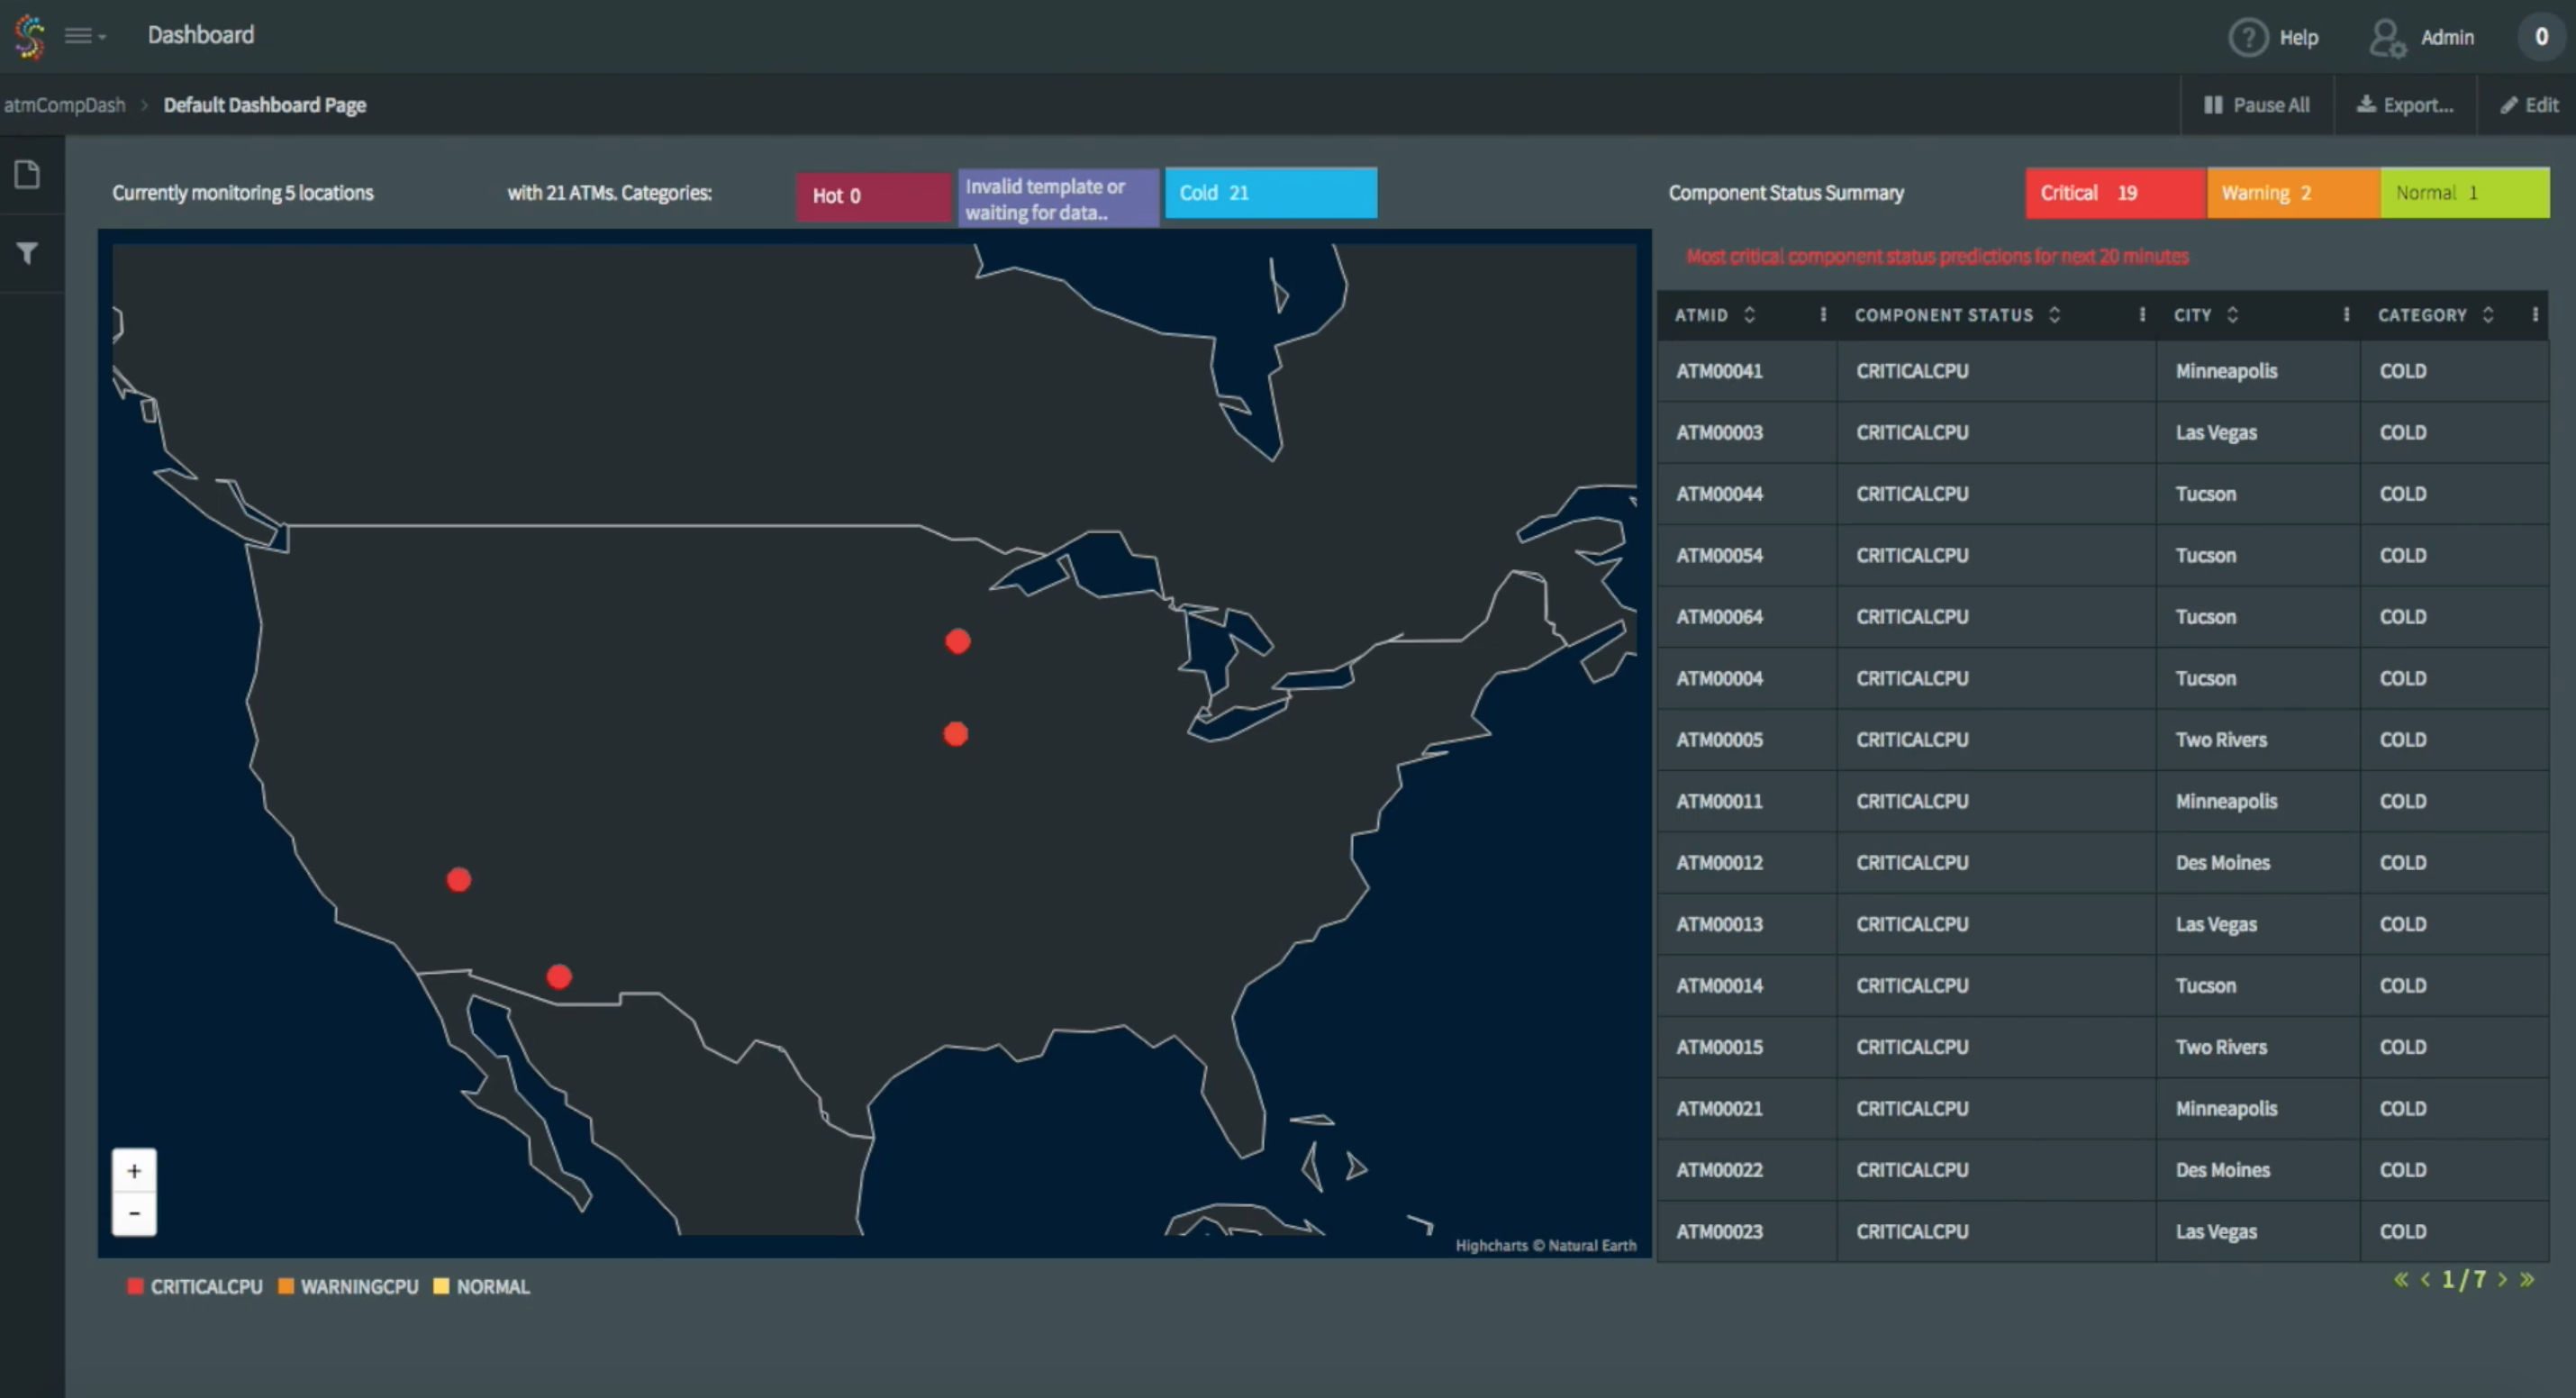 Dashboard
Help
Admin
0
atmCompDash > Default Dashboard Page
Pause All
Export...
Edit
Currently monitoring 5 locations
with 21 ATMs. Categories:
Hot 0
Invalid template or
waiting for data..
Cold 21
Component Status Summary
Critical 19
Warning 2
Normal 1
Most critical component status predictions for next 20 minutes
ATMID COMPONENT STATUS CITY CATEGORY
ATM00041 CRITICALCPU Minneapolis COLD
ATM00003 CRITICALCPU Las Vegas COLD
ATM00044 CRITICALCPU Tucson COLD
ATM00054 CRITICALCPU Tucson COLD
ATM00064 CRITICALCPU Tucson COLD
ATM00004 CRITICALCPU Tucson COLD
ATM00005 CRITICALCPU Two Rivers COLD
ATM00011 CRITICALCPU Minneapolis COLD
ATM00012 CRITICALCPU Des Moines COLD
ATM00013 CRITICALCPU Las Vegas COLD
ATM00014 CRITICALCPU Tucson COLD
ATM00015 CRITICALCPU Two Rivers COLD
ATM00021 CRITICALCPU Minneapolis COLD
ATM00022 CRITICALCPU Des Moines COLD
ATM00023 CRITICALCPU Las Vegas COLD
+
-
Highcharts © Natural Earth
CRITICALCPU WARNINGCPU NORMAL
« < 1 / 7 > »